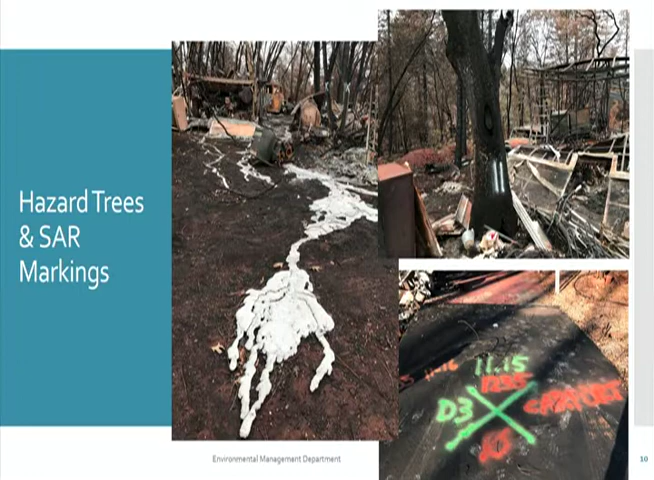 Hazard Trees
& SAR
Markings
11.15
D3
Environmental Management Department
10